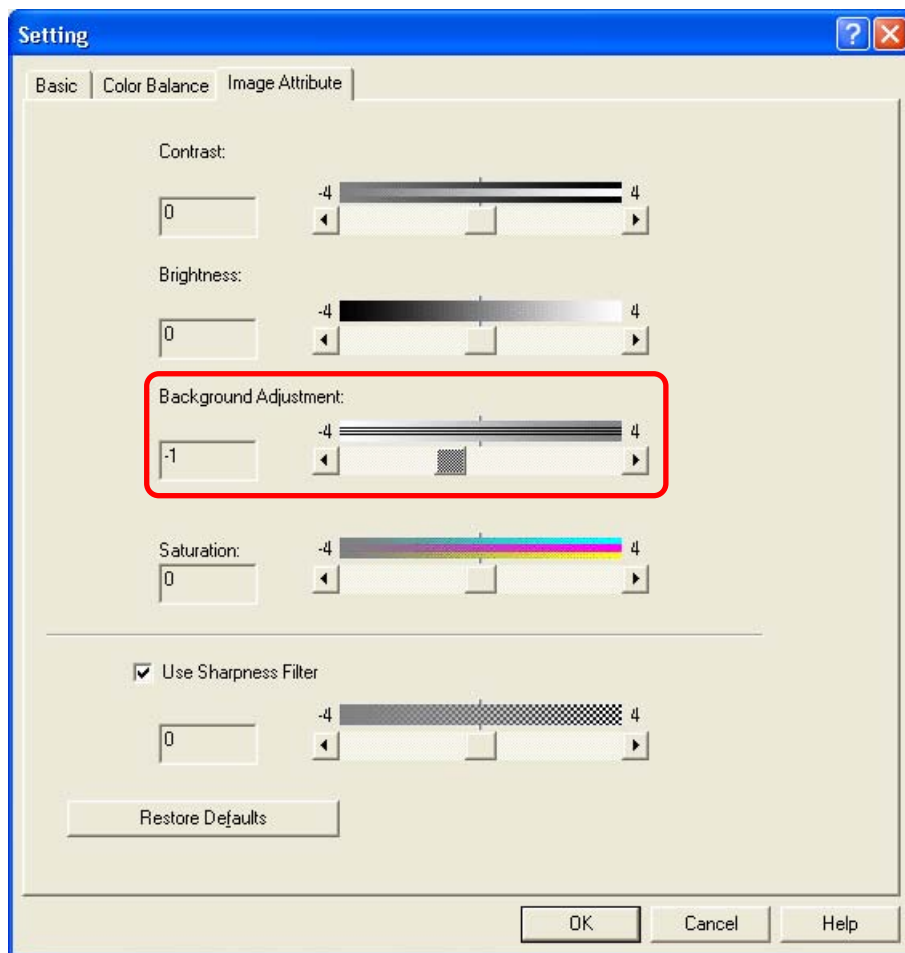 Setting
Basic Color Balance Image Attribute
Contrast:
-4 4
0
Brightness:
-4 4
0
Background Adjustment:
-4 4
-1
Saturation: -4 4
0
Use Sharpness Filter
-4 4
0
Restore Defaults
OK Cancel Help